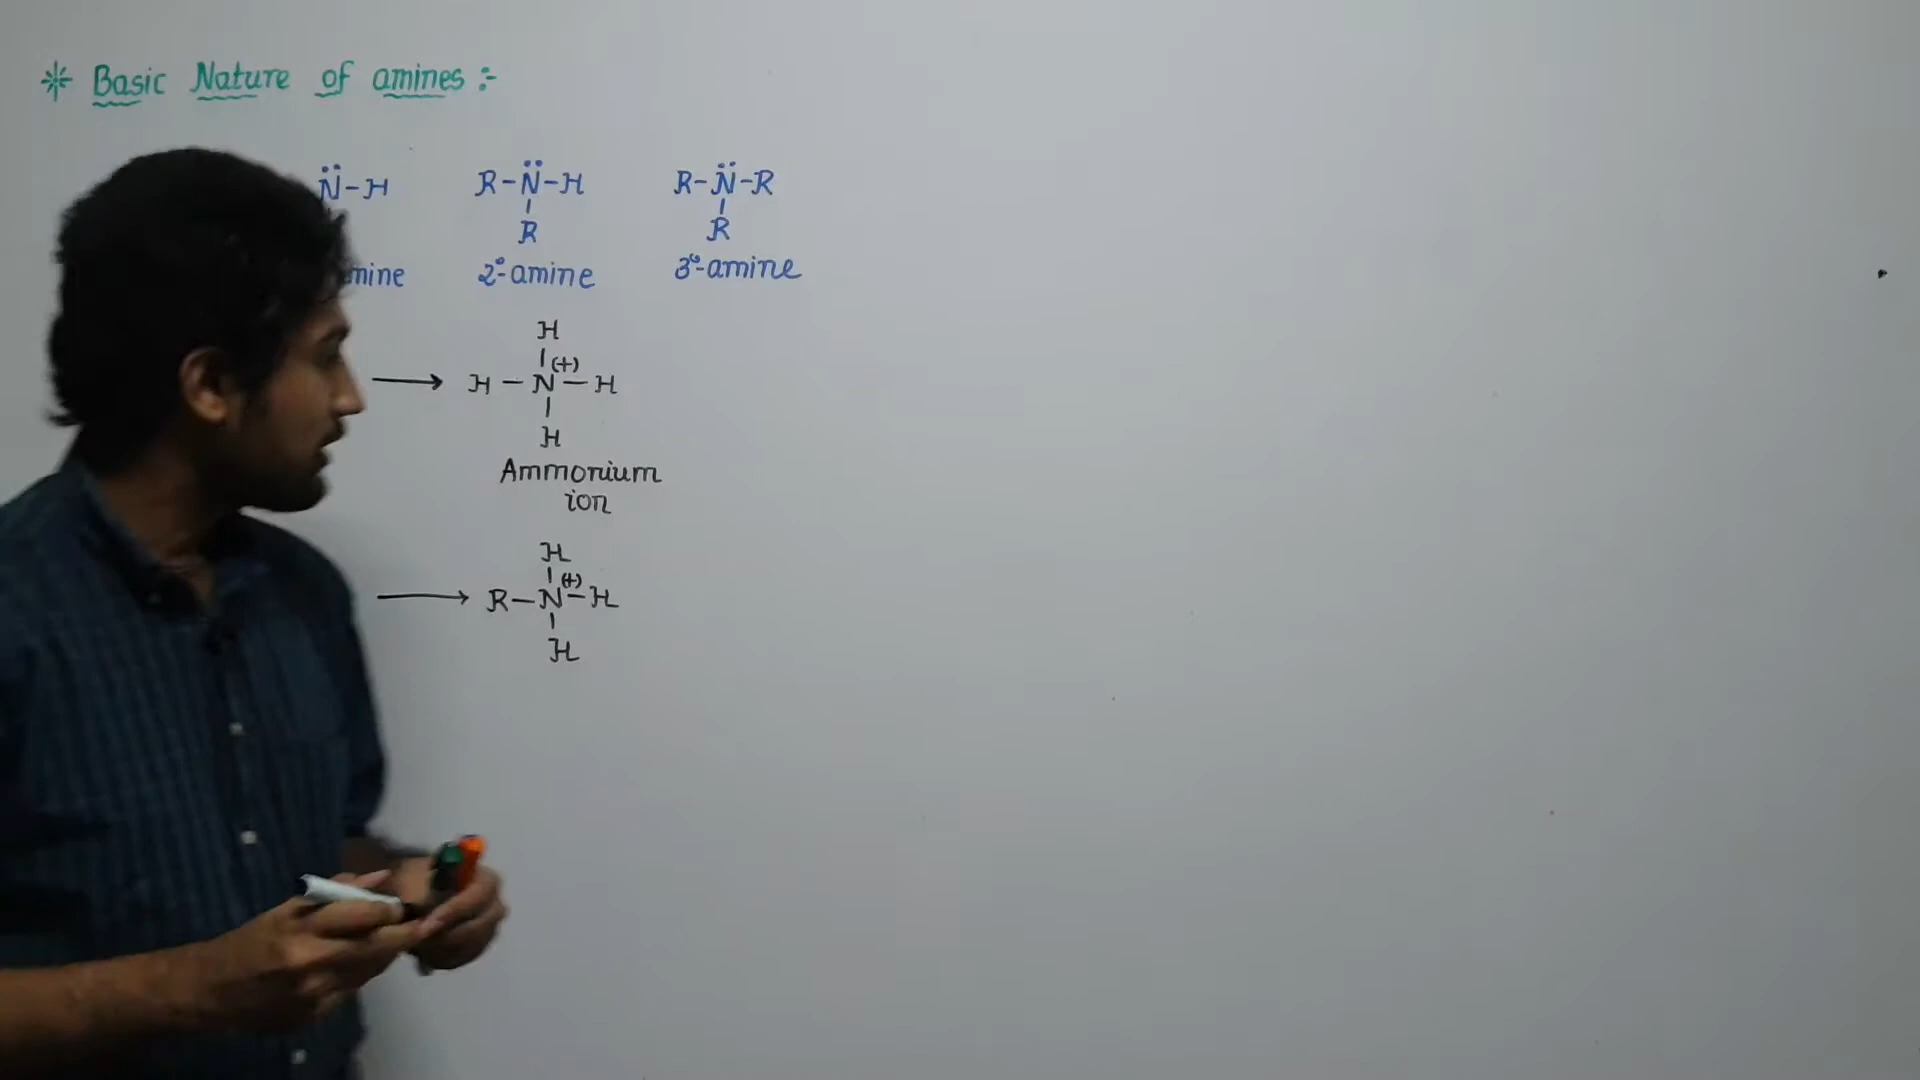 * Basic Nature of amines :-
N̈-H R-N̈-H R-N̈-R
R R
mine 2°-amine 3°-amine
H
(+)
→ H - N - H
H
Ammonium
ion
H
(+)
→ R-N-H
H